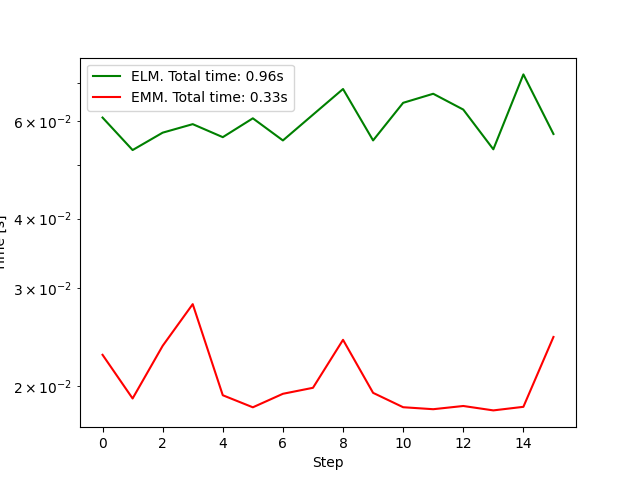 ELM. Total time: 0.96s
EMM. Total time: 0.33s
6 × 10⁻²
4 × 10⁻²
3 × 10⁻²
2 × 10⁻²
Time [s]
0 2 4 6 8 10 12 14
Step